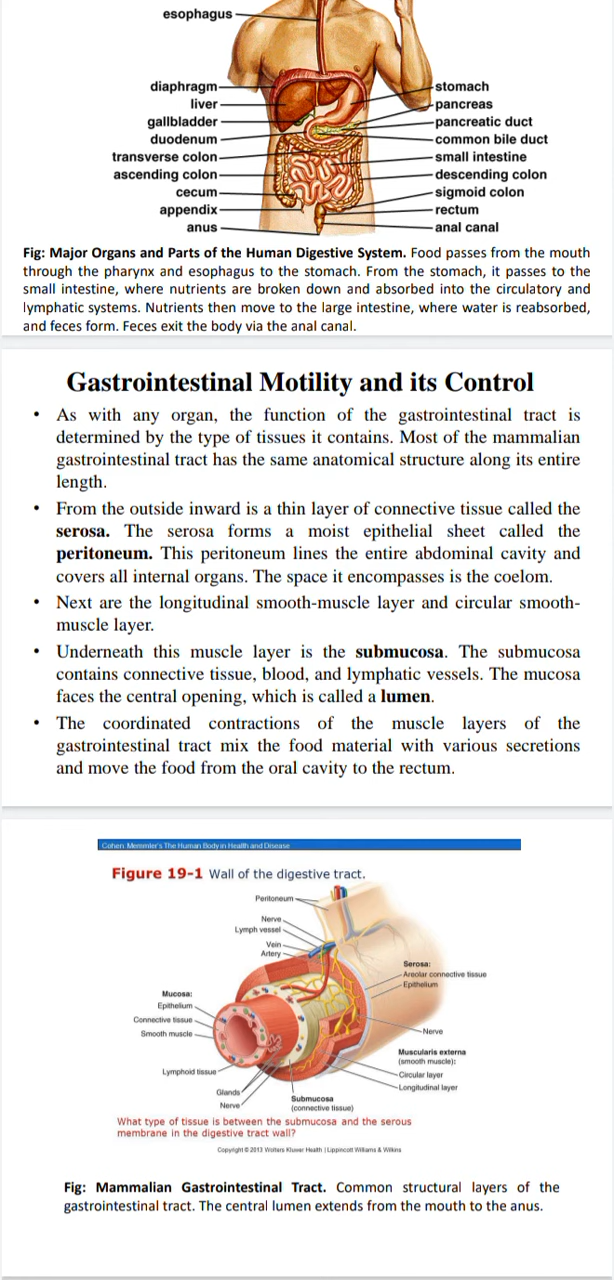 esophagus
diaphragm
liver
gallbladder
duodenum
transverse colon
ascending colon
cecum
appendix
anus
stomach
pancreas
pancreatic duct
common bile duct
small intestine
descending colon
sigmoid colon
rectum
anal canal
Fig: Major Organs and Parts of the Human Digestive System. Food passes from the mouth
through the pharynx and esophagus to the stomach. From the stomach, it passes to the
small intestine, where nutrients are broken down and absorbed into the circulatory and
lymphatic systems. Nutrients then move to the large intestine, where water is reabsorbed,
and feces form. Feces exit the body via the anal canal.
Gastrointestinal Motility and its Control
• As with any organ, the function of the gastrointestinal tract is
determined by the type of tissues it contains. Most of the mammalian
gastrointestinal tract has the same anatomical structure along its entire
length.
• From the outside inward is a thin layer of connective tissue called the
serosa. The serosa forms a moist epithelial sheet called the
peritoneum. This peritoneum lines the entire abdominal cavity and
covers all internal organs. The space it encompasses is the coelom.
• Next are the longitudinal smooth-muscle layer and circular smooth-
muscle layer.
• Underneath this muscle layer is the submucosa. The submucosa
contains connective tissue, blood, and lymphatic vessels. The mucosa
faces the central opening, which is called a lumen.
• The coordinated contractions of the muscle layers of the
gastrointestinal tract mix the food material with various secretions
and move the food from the oral cavity to the rectum.
Cohen: Memmler's The Human Body in Health and Disease
Figure 19-1 Wall of the digestive tract.
Peritoneum
Nerve
Lymph vessel
Vein
Artery
Mucosa:
Epithelium
Connective tissue
Smooth muscle
Lymphoid tissue
Glands
Nerve
Submucosa
(connective tissue)
Serosa:
Areolar connective tissue
Epithelium
Nerve
Muscularis externa
(smooth muscle):
Circular layer
Longitudinal layer
What type of tissue is between the submucosa and the serous
membrane in the digestive tract wall?
Copyright © 2013 Wolters Kluwer Health | Lippincott Williams & Wilkins
Fig: Mammalian Gastrointestinal Tract. Common structural layers of the
gastrointestinal tract. The central lumen extends from the mouth to the anus.